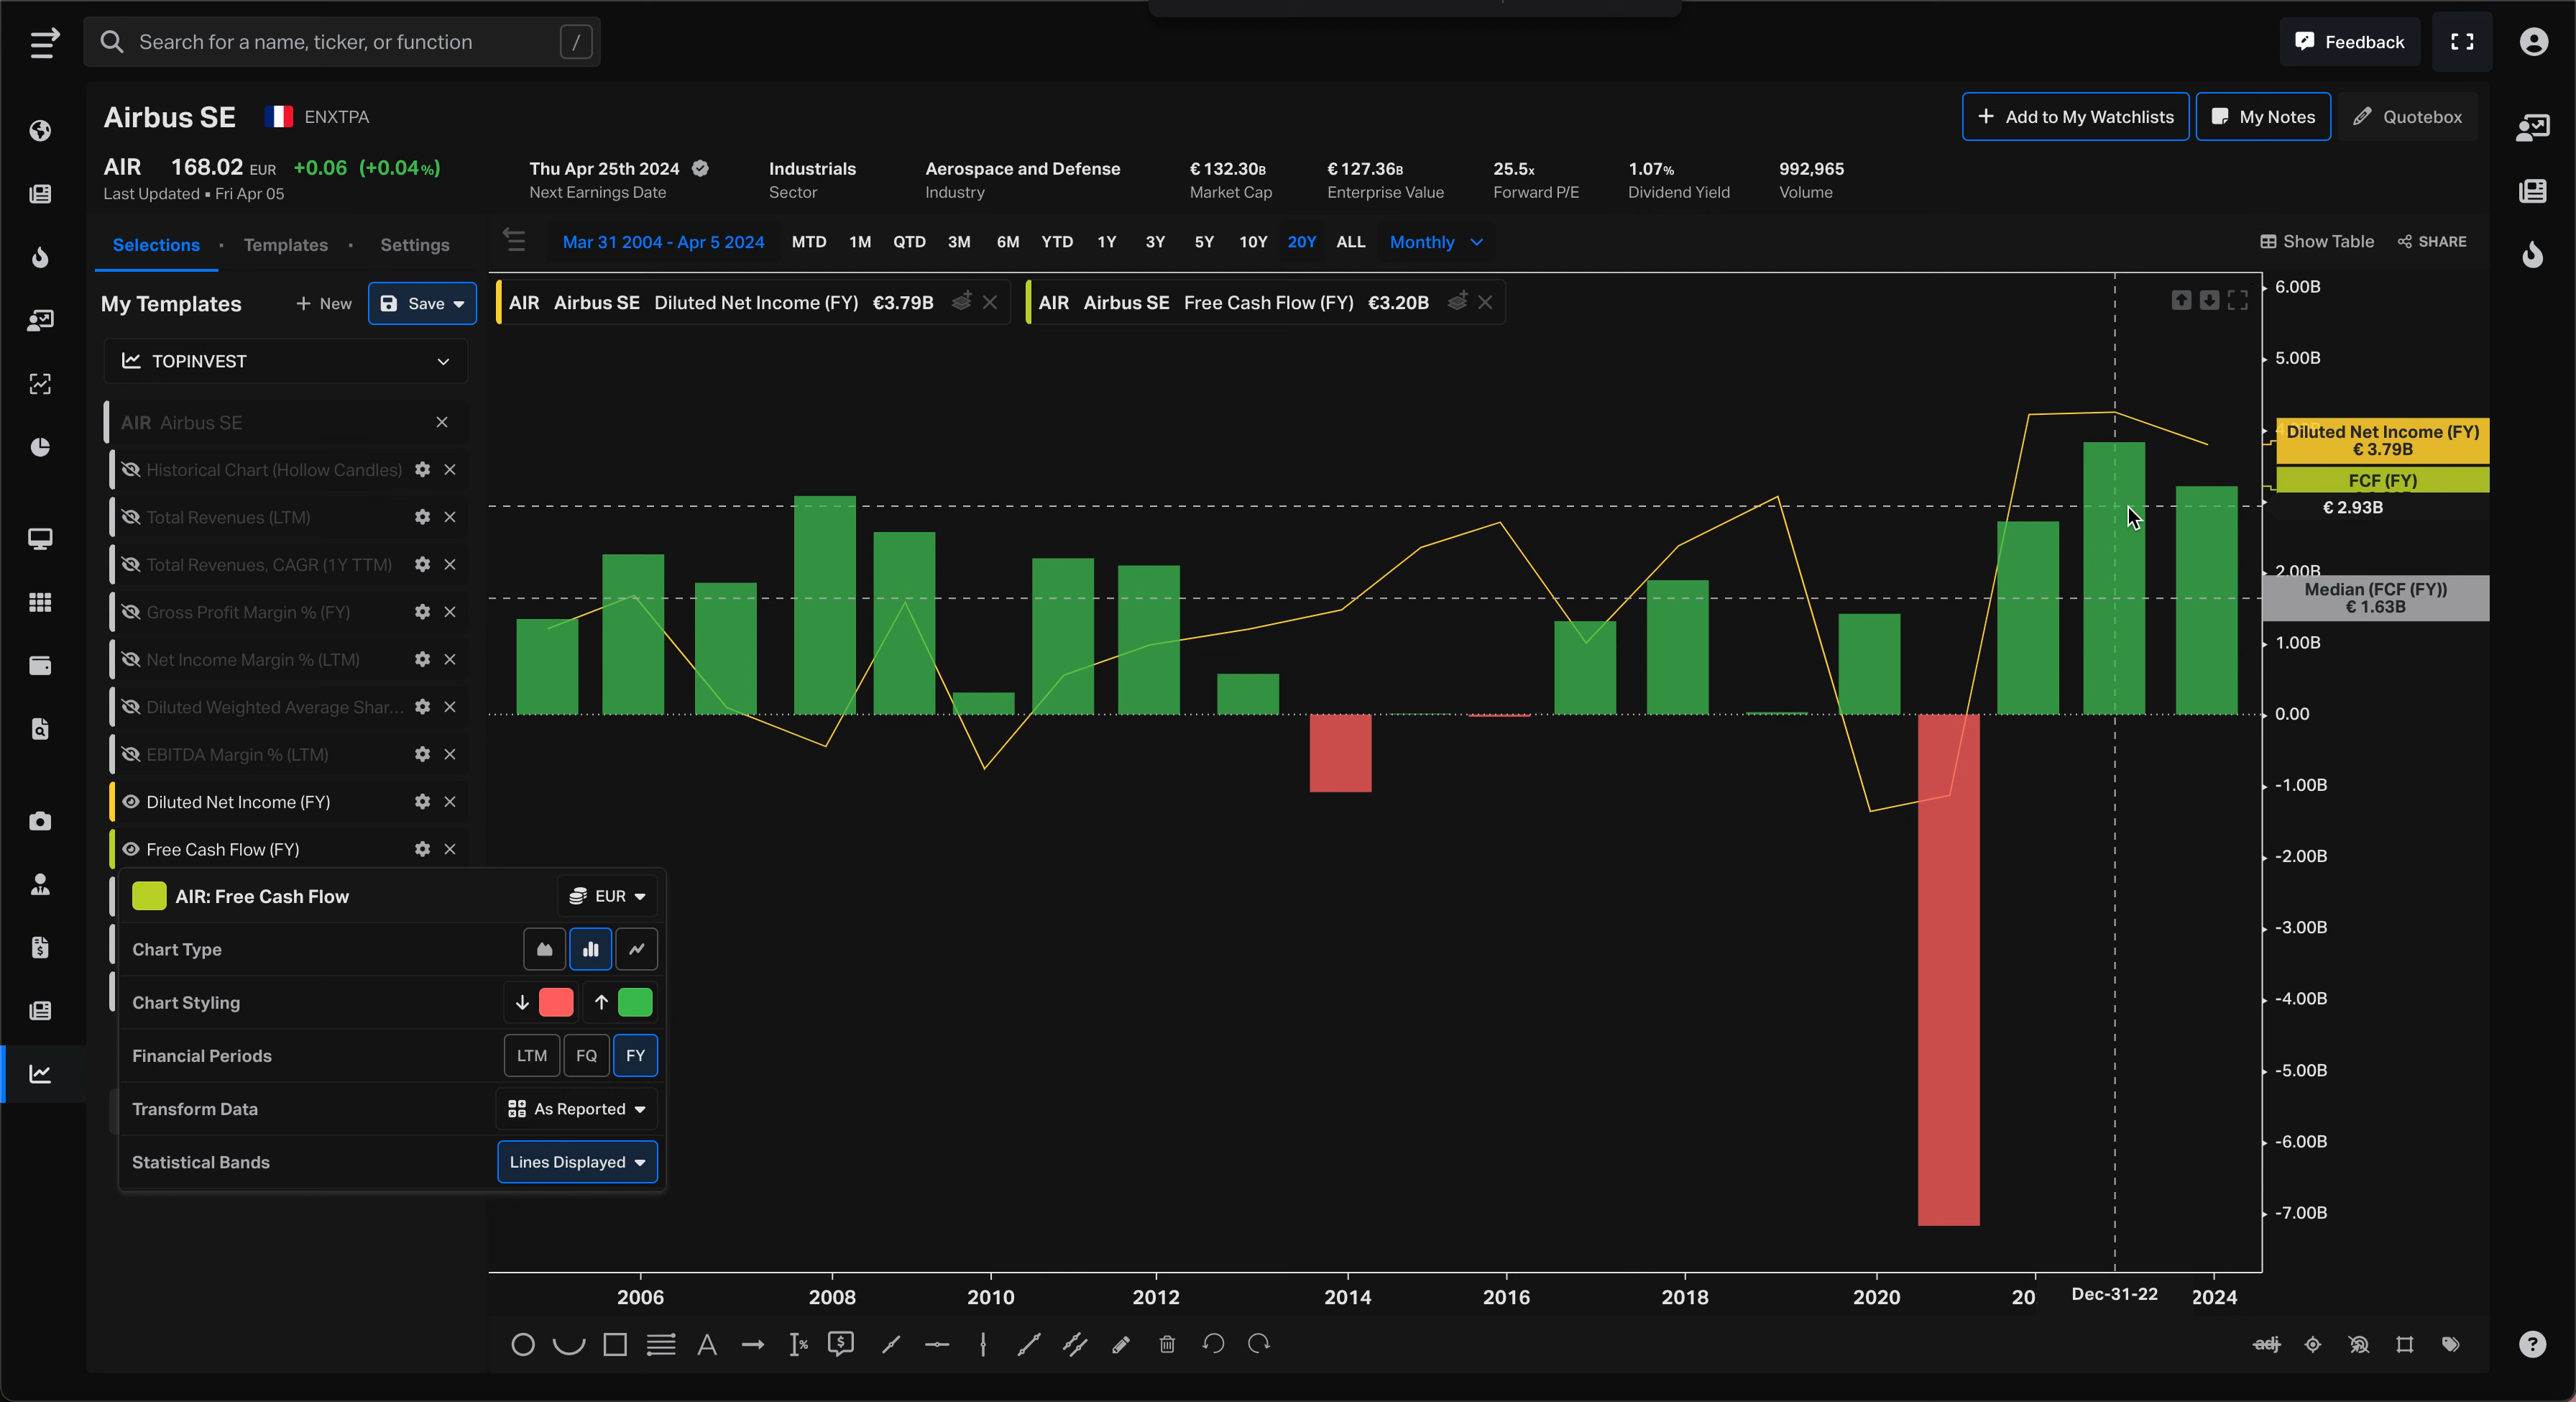 Search for a name, ticker, or function /
Feedback
Airbus SE ENXTPA
Add to My Watchlists My Notes Quotebox
AIR 168.02 EUR +0.06 (+0.04%)
Last Updated ▪ Fri Apr 05
Thu Apr 25th 2024
Next Earnings Date
Industrials
Sector
Aerospace and Defense
Industry
€ 132.30B
Market Cap
€ 127.36B
Enterprise Value
25.5x
Forward P/E
1.07%
Dividend Yield
992,965
Volume
Selections · Templates · Settings
Mar 31 2004 - Apr 5 2024 MTD 1M QTD 3M 6M YTD 1Y 3Y 5Y 10Y 20Y ALL Monthly
Show Table SHARE
My Templates + New Save
TOPINVEST
AIR Airbus SE
Historical Chart (Hollow Candles)
Total Revenues (LTM)
Total Revenues, CAGR (1Y TTM)
Gross Profit Margin % (FY)
Net Income Margin % (LTM)
Diluted Weighted Average Shar...
EBITDA Margin % (LTM)
Diluted Net Income (FY)
Free Cash Flow (FY)
AIR: Free Cash Flow EUR
Chart Type
Chart Styling
Financial Periods LTM FQ FY
Transform Data As Reported
Statistical Bands Lines Displayed
AIR Airbus SE Diluted Net Income (FY) €3.79B
AIR Airbus SE Free Cash Flow (FY) €3.20B
6.00B
5.00B
Diluted Net Income (FY)
€ 3.79B
FCF (FY)
€ 2.93B
2.00B
Median (FCF (FY))
€ 1.63B
1.00B
0.00
-1.00B
-2.00B
-3.00B
-4.00B
-5.00B
-6.00B
-7.00B
2006 2008 2010 2012 2014 2016 2018 2020 20 Dec-31-22 2024
A % $ adj ?